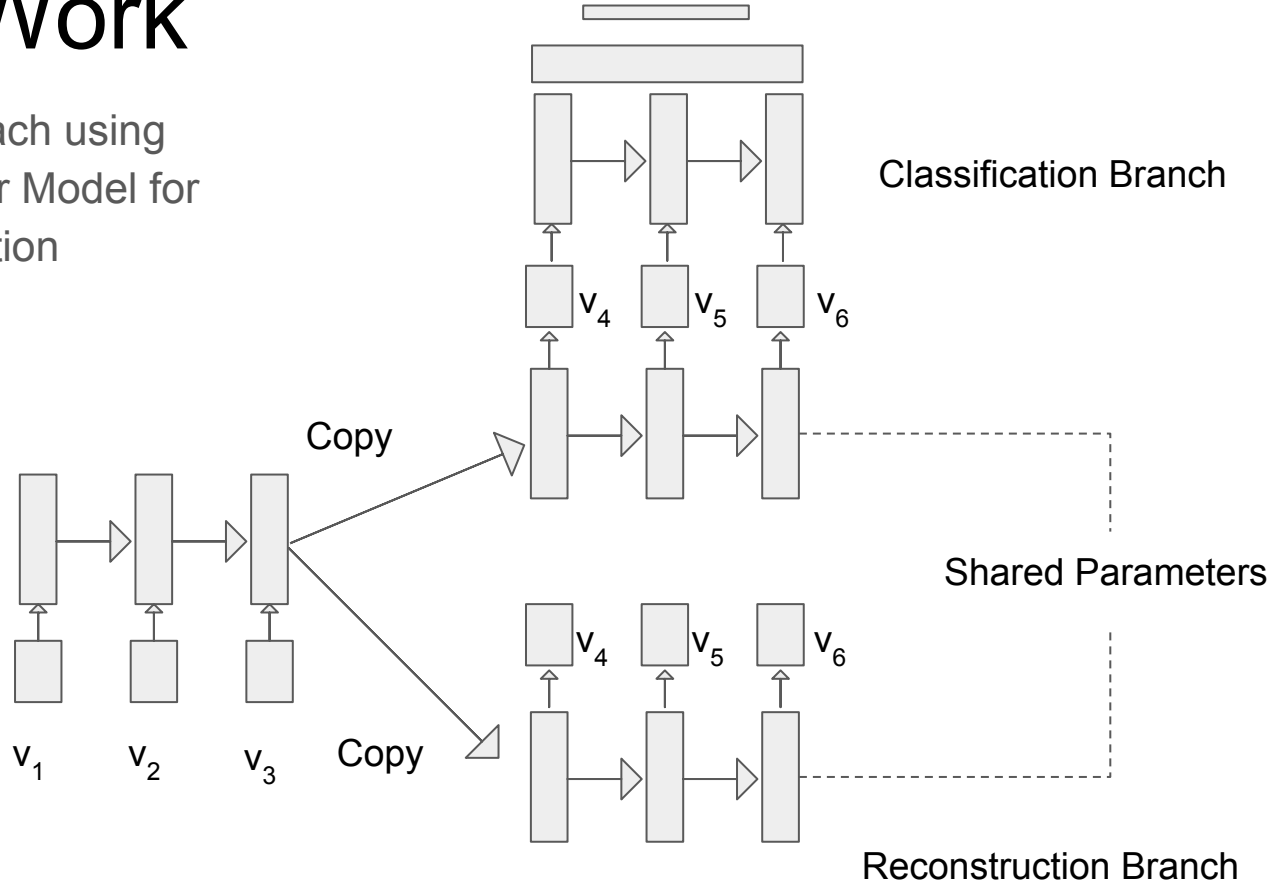 Work
ach using
r Model for
tion
Classification Branch
v4 v5 v6
Copy
Shared Parameters
v4 v5 v6
v1 v2 v3 Copy
Reconstruction Branch